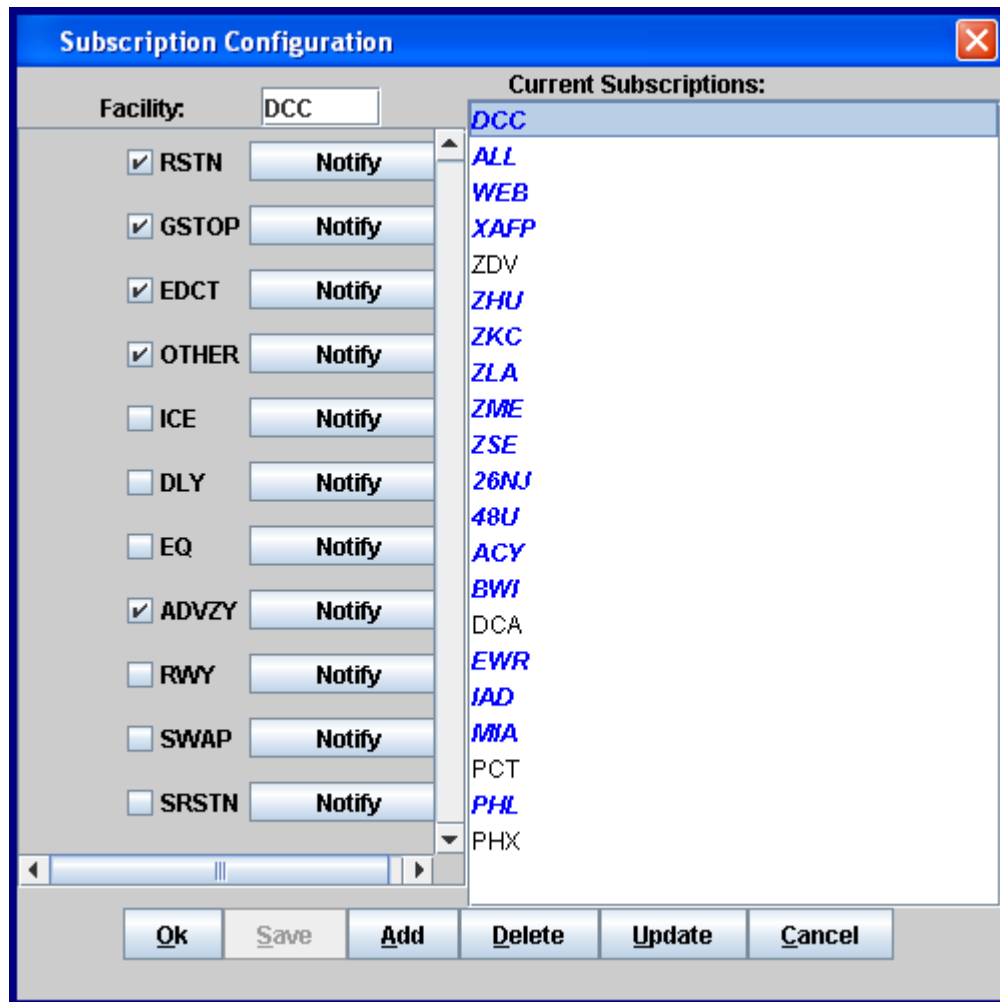 Subscription Configuration
Facility: DCC
RSTN Notify
GSTOP Notify
EDCT Notify
OTHER Notify
ICE Notify
DLY Notify
EQ Notify
ADVZY Notify
RWY Notify
SWAP Notify
SRSTN Notify
Current Subscriptions:
DCC
ALL
WEB
XAFP
ZDV
ZHU
ZKC
ZLA
ZME
ZSE
26NJ
48U
ACY
BWI
DCA
EWR
IAD
MIA
PCT
PHL
PHX
Ok Save Add Delete Update Cancel